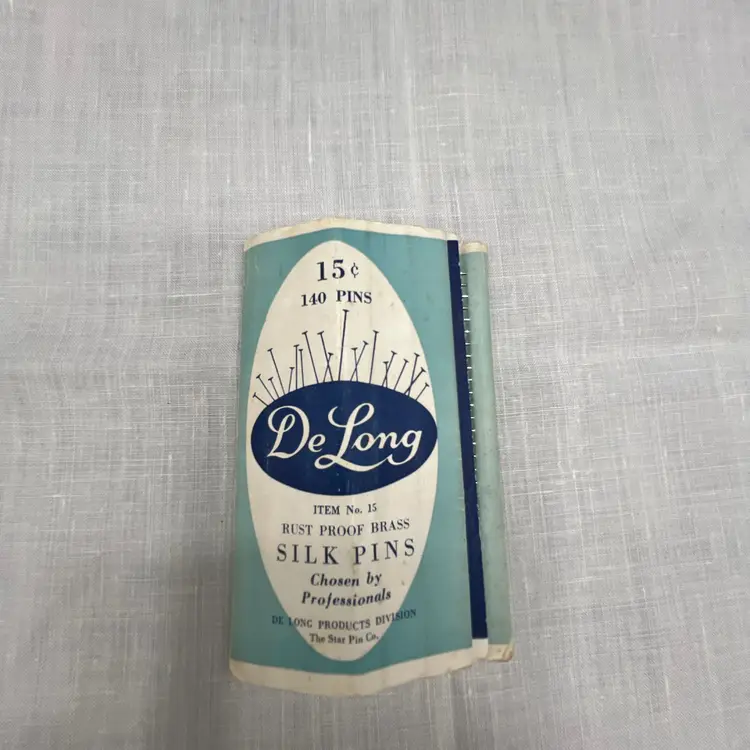 15¢
140 PINS
De Long
ITEM No. 15
RUST PROOF BRASS
SILK PINS
Chosen by
Professionals
DE LONG PRODUCTS DIVISION
The Star Pin Co.